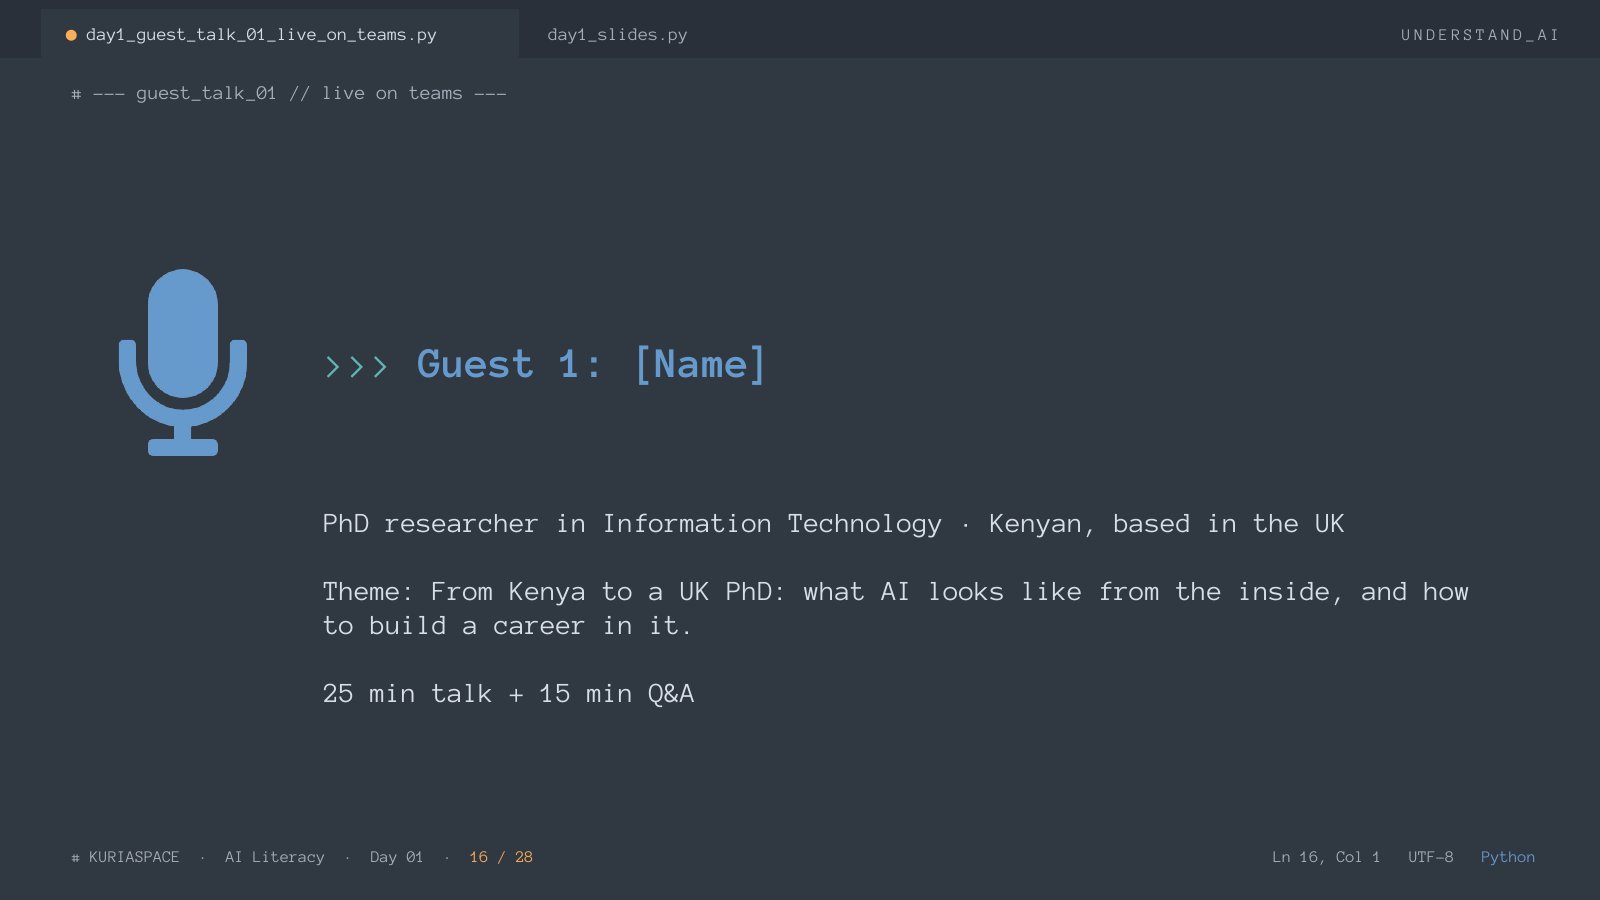 day1_guest_talk_01_live_on_teams.py
day1_slides.py
UNDERSTAND_AI
# --- guest_talk_01 // live on teams ---
>>> Guest 1: [Name]
PhD researcher in Information Technology · Kenyan, based in the UK
Theme: From Kenya to a UK PhD: what AI looks like from the inside, and how
to build a career in it.
25 min talk + 15 min Q&A
# KURIASPACE · AI Literacy · Day 01 · 16 / 28
Ln 16, Col 1 UTF-8 Python